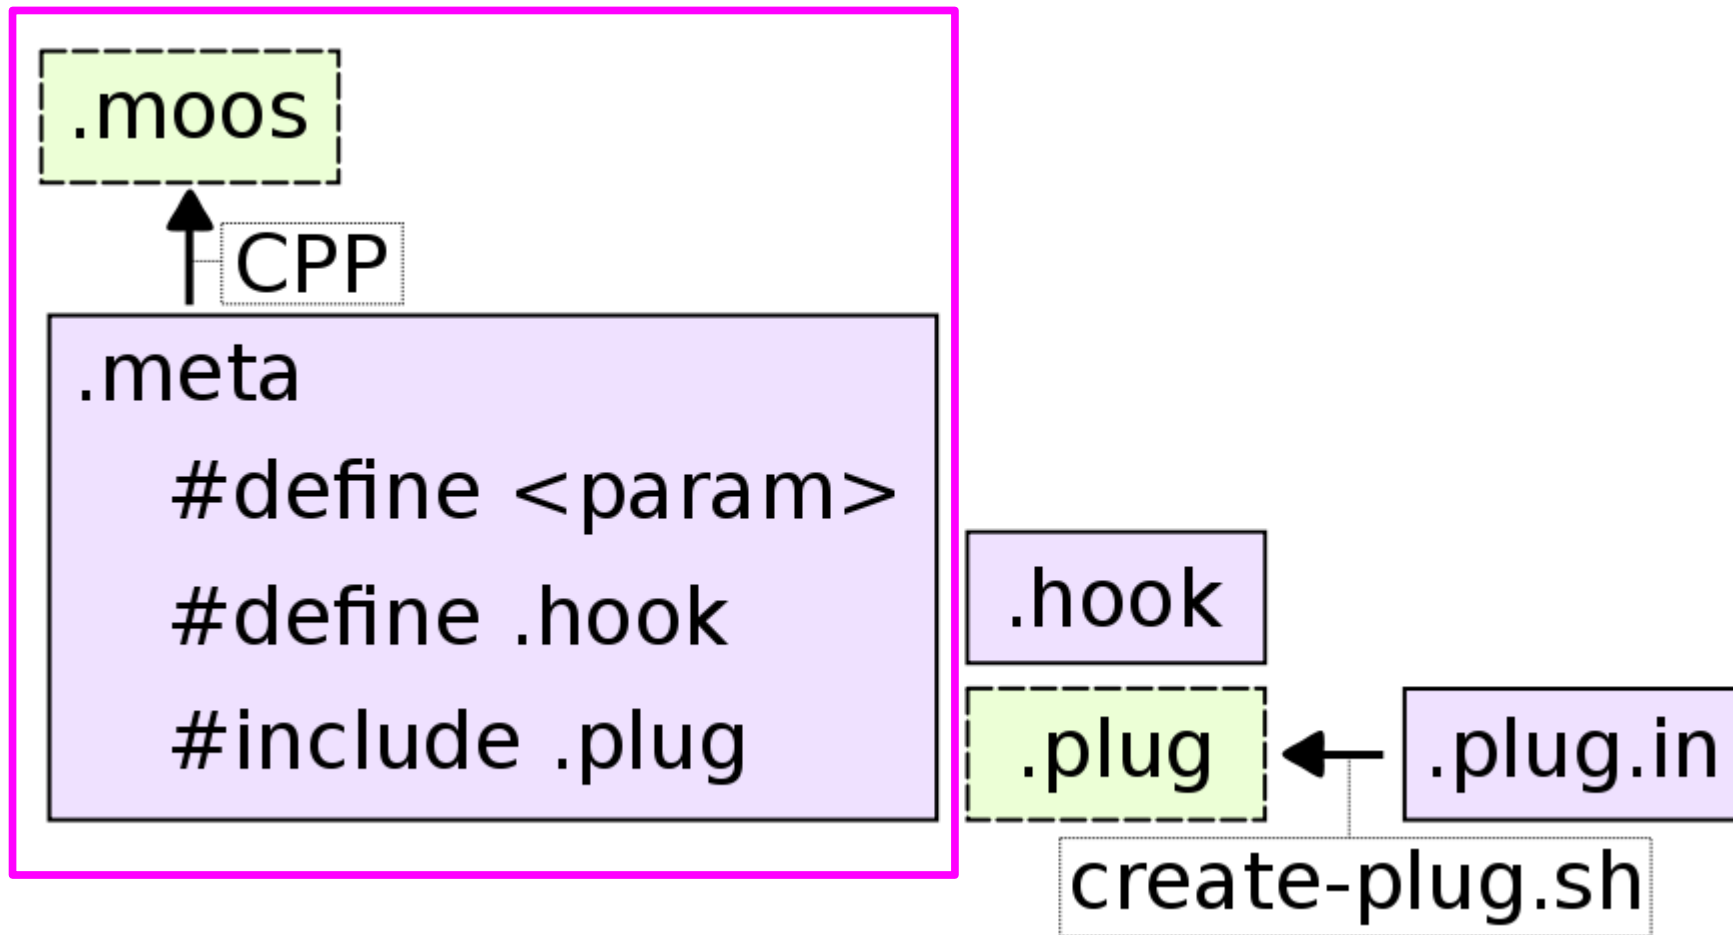 .moos
CPP
.meta
#define <param>
#define .hook
#include .plug
.hook
.plug
.plug.in
create-plug.sh